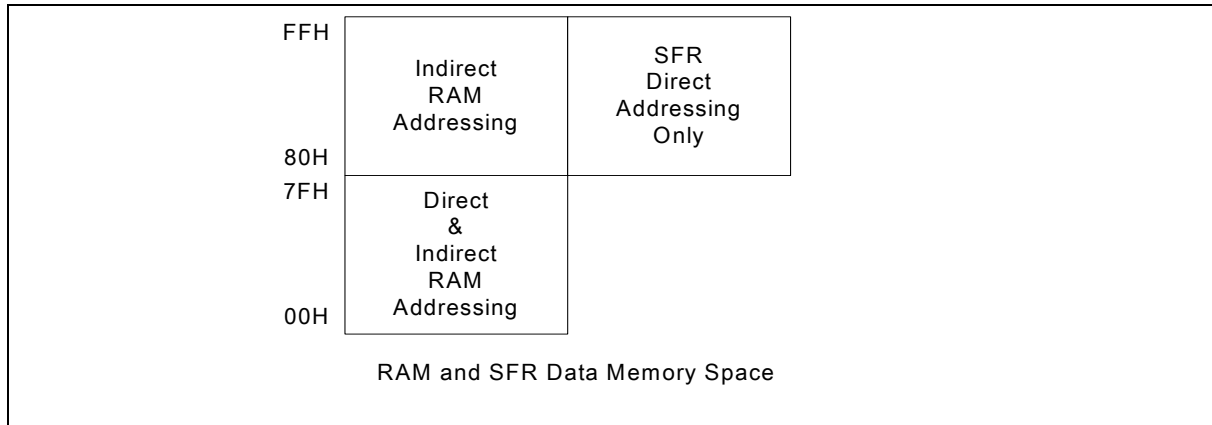 FFH
Indirect
RAM
Addressing
SFR
Direct
Addressing
Only
80H
7FH
Direct
&
Indirect
RAM
Addressing
00H
RAM and SFR Data Memory Space